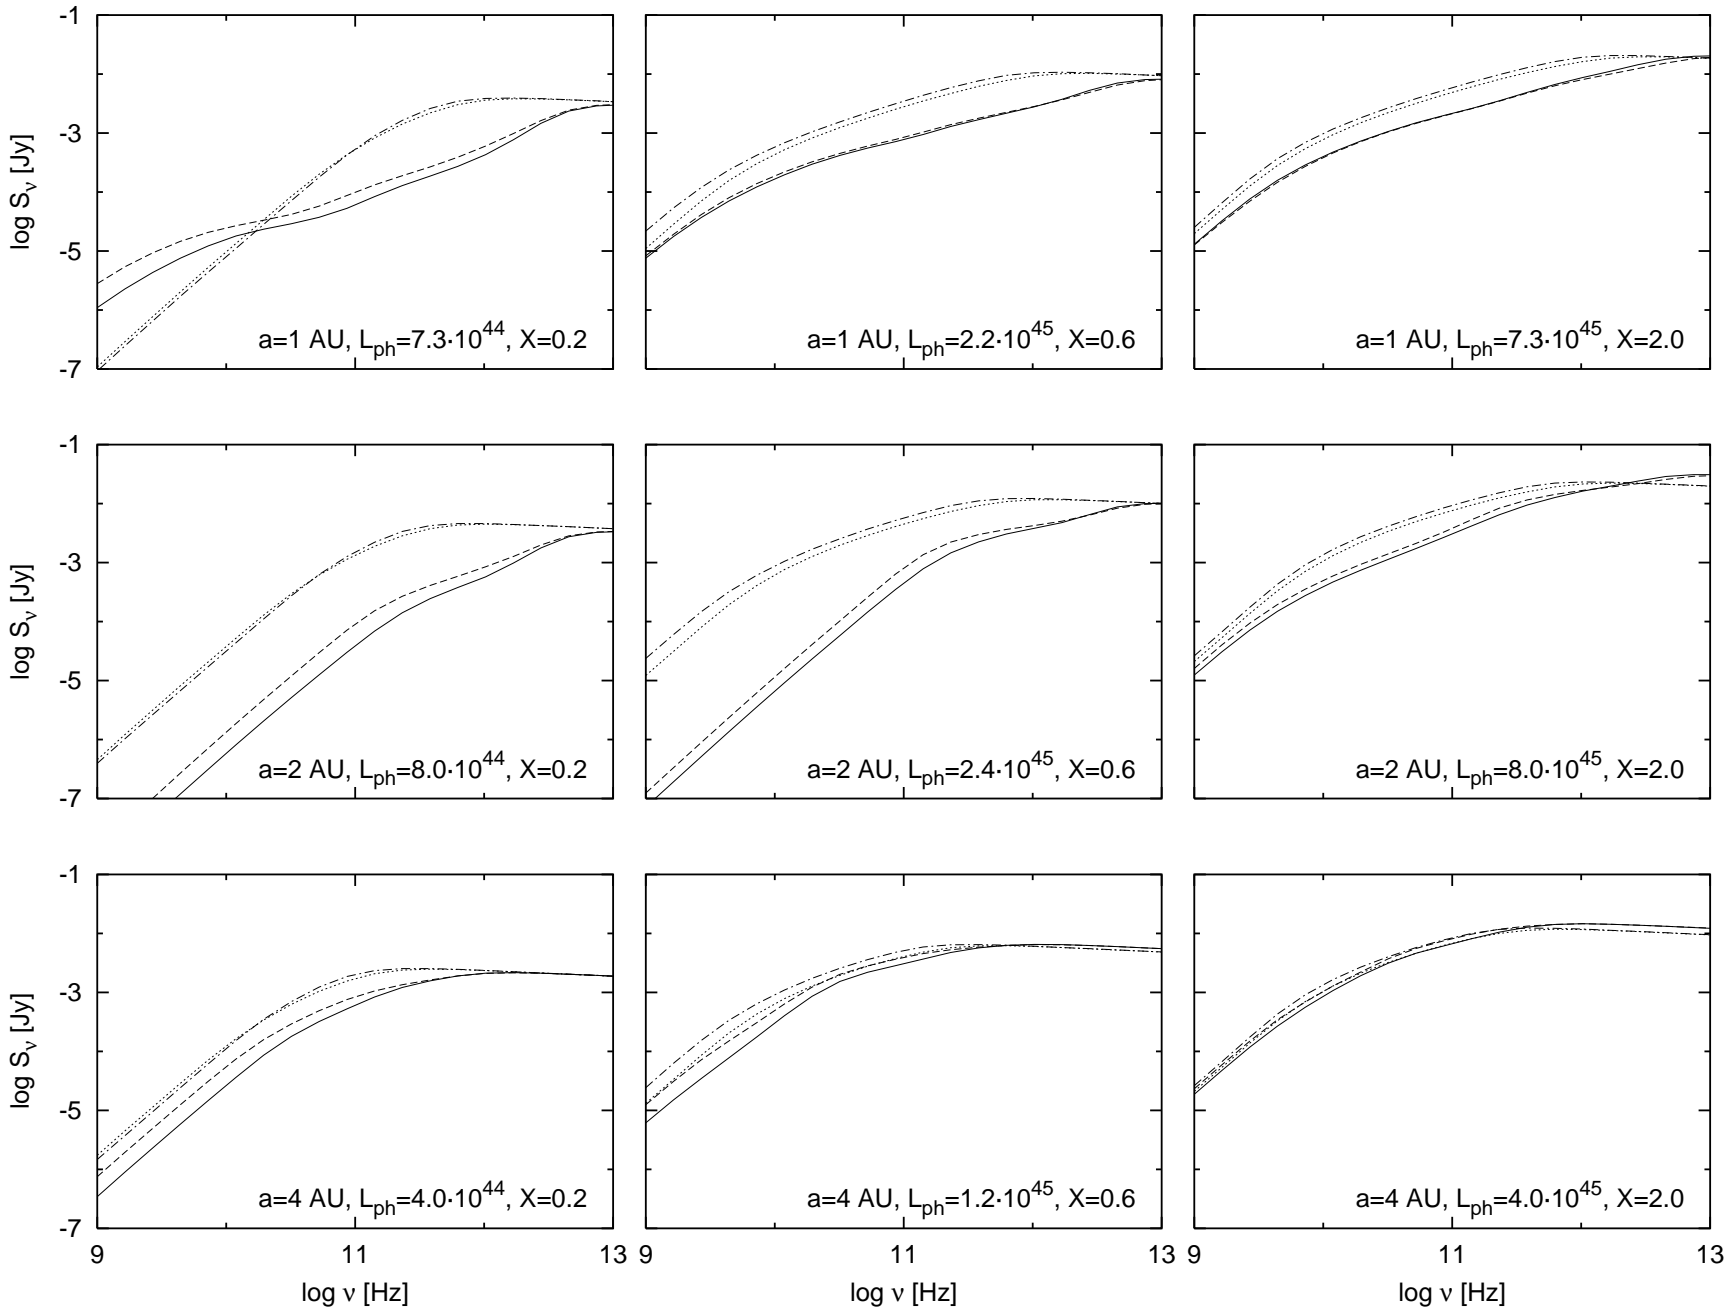 -1
-3
-5
-7
log S_ν [Jy]
a=1 AU, L_ph=7.3·10^44, X=0.2
a=1 AU, L_ph=2.2·10^45, X=0.6
a=1 AU, L_ph=7.3·10^45, X=2.0
-1
-3
-5
-7
log S_ν [Jy]
a=2 AU, L_ph=8.0·10^44, X=0.2
a=2 AU, L_ph=2.4·10^45, X=0.6
a=2 AU, L_ph=8.0·10^45, X=2.0
-1
-3
-5
-7
log S_ν [Jy]
a=4 AU, L_ph=4.0·10^44, X=0.2
a=4 AU, L_ph=1.2·10^45, X=0.6
a=4 AU, L_ph=4.0·10^45, X=2.0
9 11 13 9 11 13 9 11 13
log ν [Hz] log ν [Hz] log ν [Hz]